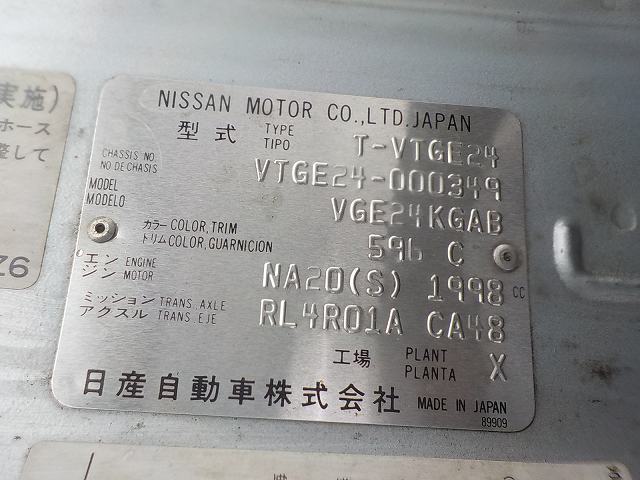 実施)
ホース
整して
Z6
NISSAN MOTOR CO.,LTD.JAPAN
型式 TYPE TIPO T-VTGE24
CHASSIS NO. NO DE CHASIS VTGE24-000349
MODEL MODELO VGE24KGAB
カラー COLOR,TRIM
トリム COLOR,GUARNICION 596 C
エンジン ENGINE MOTOR NA20(S) 1998 CC
ミッション TRANS.,AXLE
アクスル TRANS. EJE RL4R01A CA48
工場 PLANT PLANTA X
日産自動車株式会社 MADE IN JAPAN
89909